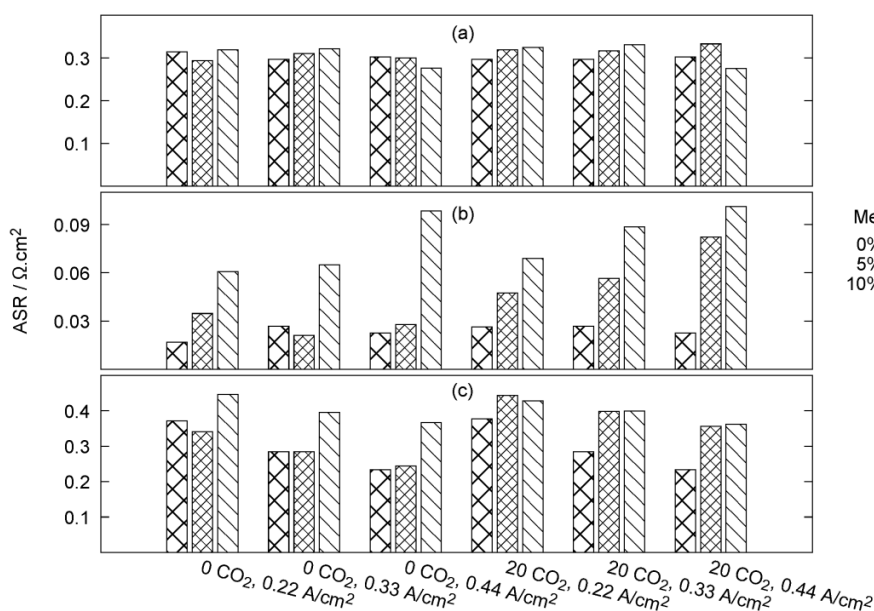 (a)
0.3
0.2
0.1
(b)
0.09
0.06
0.03
ASR / Ω.cm²
Me
0%
5%
10%
(c)
0.4
0.3
0.2
0.1
0 CO₂, 0.22 A/cm²
0 CO₂, 0.33 A/cm²
0 CO₂, 0.44 A/cm²
20 CO₂, 0.22 A/cm²
20 CO₂, 0.33 A/cm²
20 CO₂, 0.44 A/cm²